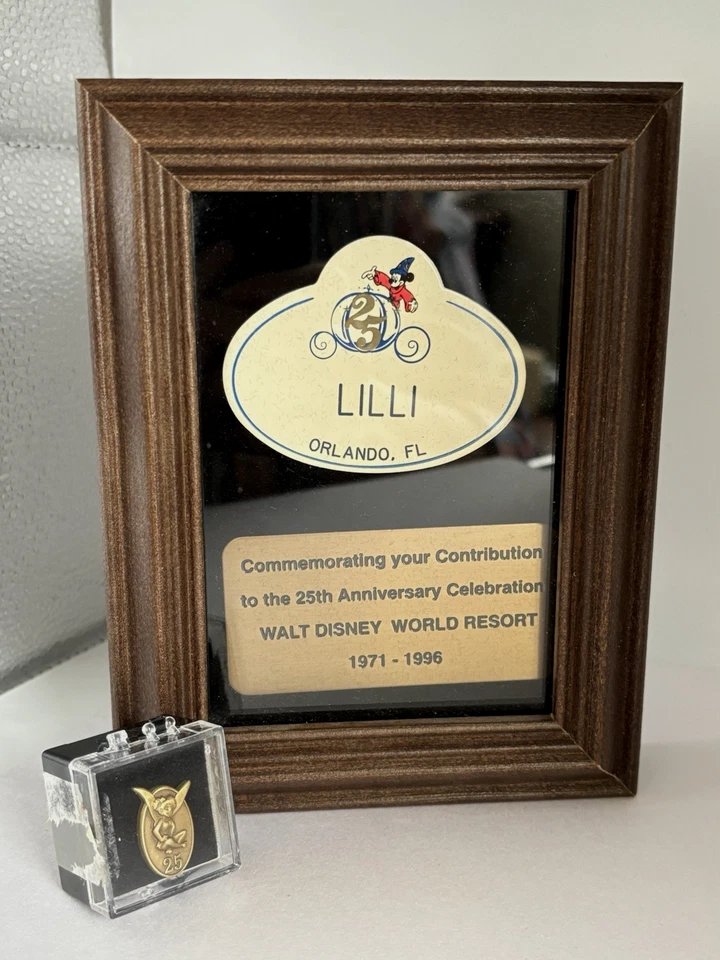 25
LILLI
ORLANDO, FL
Commemorating your Contribution
to the 25th Anniversary Celebration
WALT DISNEY WORLD RESORT
1971 - 1996
25